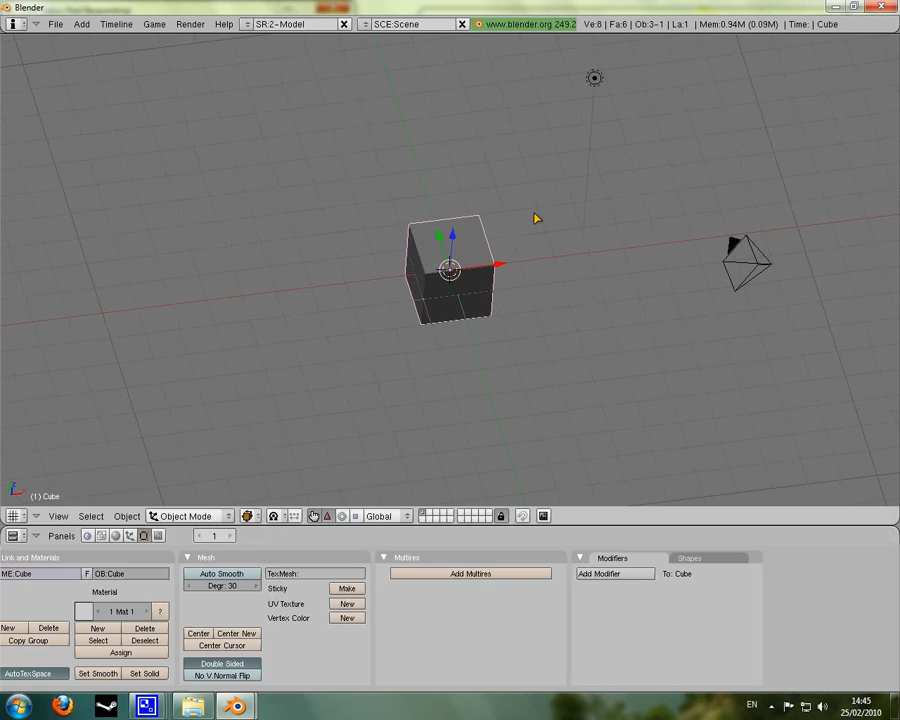 Blender
File Add Timeline Game Render Help SR:2-Model SCE:Scene www.blender.org 249.2 Ve:8 | Fa:6 | Ob:3-1 | La:1 | Mem:0.94M (0.09M) | Time: | Cube
(1) Cube
View Select Object Object Mode Global
Panels 1
Link and Materials Mesh Multires Modifiers Shapes
ME:Cube F OB:Cube Auto Smooth TexMesh: Add Multires Add Modifier To: Cube
Degr: 30
Material Sticky Make
1 Mat 1 ? UV Texture New
Vertex Color New
New Delete New Delete Center Center New
Copy Group Select Deselect Center Cursor
Assign
Double Sided
AutoTexSpace Set Smooth Set Solid No V.Normal Flip
EN 14:45
25/02/2010